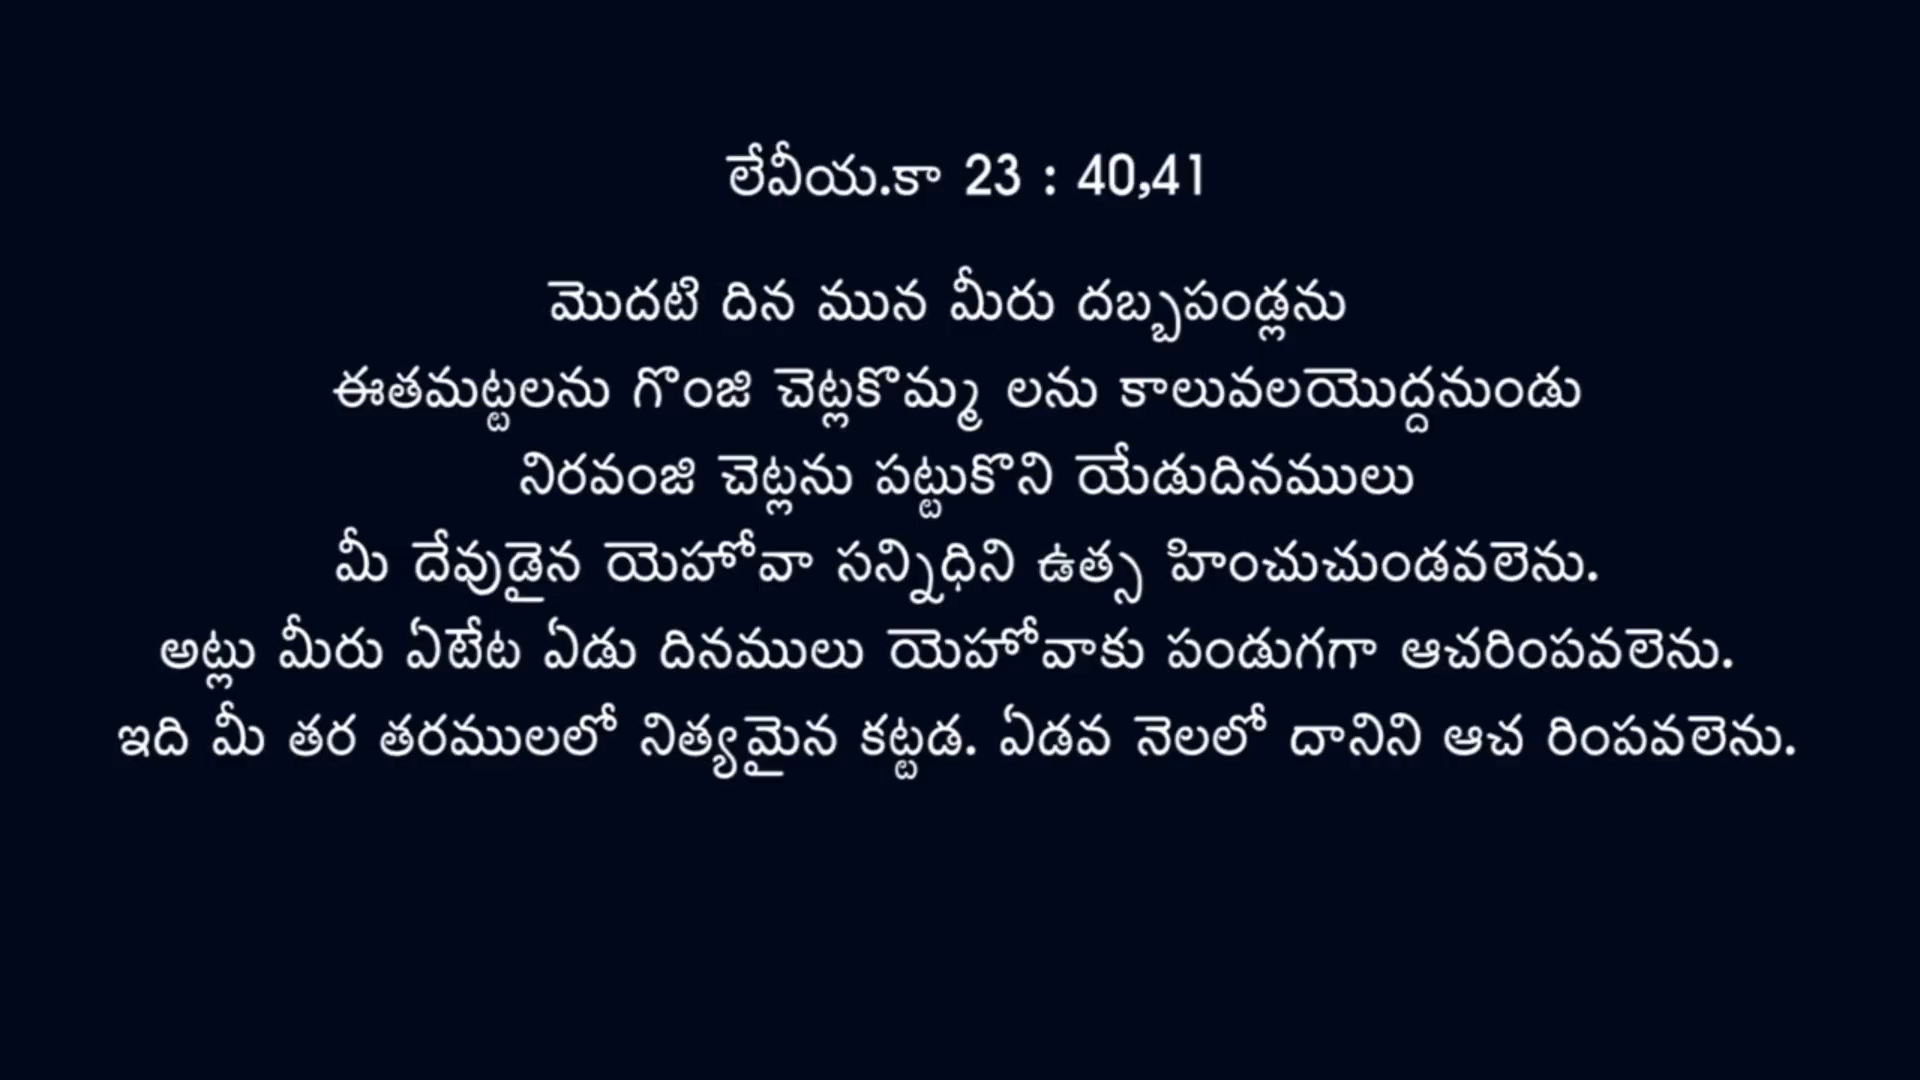 లేవీయ.కా 23 : 40,41
మొదటి దిన మున మీరు దబ్బపండ్లను
ఈతమట్టలను గొంజి చెట్లకొమ్మ లను కాలువలయొద్దనుండు
నిరవంజి చెట్లను పట్టుకొని యేడుదినములు
మీ దేవుడైన యెహోవా సన్నిధిని ఉత్స హించుచుండవలెను.
అట్లు మీరు ఏటేట ఏడు దినములు యెహోవాకు పండుగగా ఆచరింపవలెను.
ఇది మీ తర తరములలో నిత్యమైన కట్టడ. ఏడవ నెలలో దానిని ఆచ రింపవలెను.